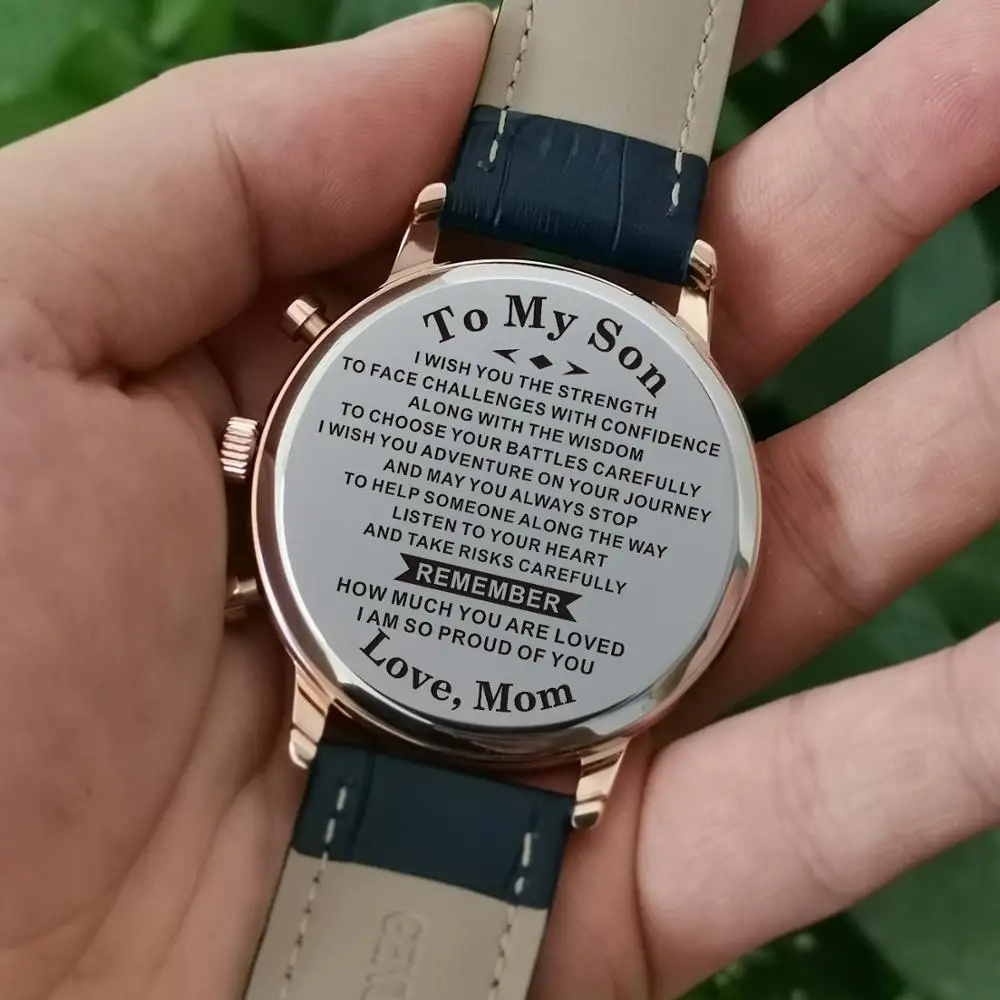 To My Son
I WISH YOU THE STRENGTH
TO FACE CHALLENGES WITH CONFIDENCE
ALONG WITH THE WISDOM
TO CHOOSE YOUR BATTLES CAREFULLY
I WISH YOU ADVENTURE ON YOUR JOURNEY
AND MAY YOU ALWAYS STOP
TO HELP SOMEONE ALONG THE WAY
LISTEN TO YOUR HEART
AND TAKE RISKS CAREFULLY
REMEMBER
HOW MUCH YOU ARE LOVED
I AM SO PROUD OF YOU
Love, Mom